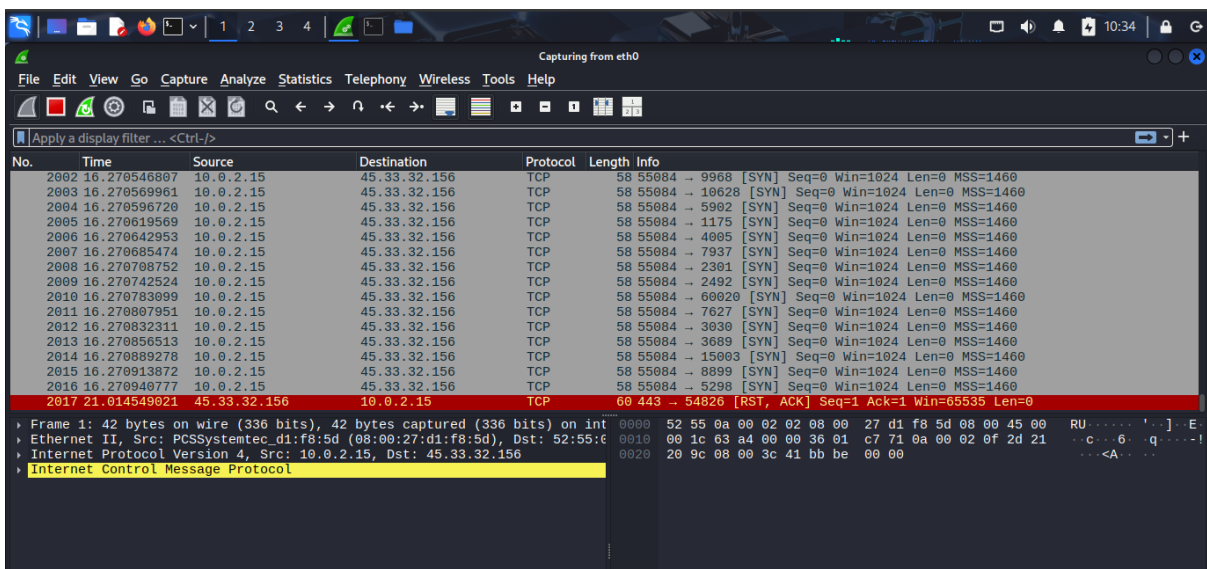 1 2 3 4 10:34
Capturing from eth0
File Edit View Go Capture Analyze Statistics Telephony Wireless Tools Help
Apply a display filter ... <Ctrl-/>
No. Time Source Destination Protocol Length Info
2002 16.270546807 10.0.2.15 45.33.32.156 TCP 58 55084 → 9968 [SYN] Seq=0 Win=1024 Len=0 MSS=1460
2003 16.270569961 10.0.2.15 45.33.32.156 TCP 58 55084 → 10628 [SYN] Seq=0 Win=1024 Len=0 MSS=1460
2004 16.270596720 10.0.2.15 45.33.32.156 TCP 58 55084 → 5902 [SYN] Seq=0 Win=1024 Len=0 MSS=1460
2005 16.270619569 10.0.2.15 45.33.32.156 TCP 58 55084 → 1175 [SYN] Seq=0 Win=1024 Len=0 MSS=1460
2006 16.270642953 10.0.2.15 45.33.32.156 TCP 58 55084 → 4005 [SYN] Seq=0 Win=1024 Len=0 MSS=1460
2007 16.270685474 10.0.2.15 45.33.32.156 TCP 58 55084 → 7937 [SYN] Seq=0 Win=1024 Len=0 MSS=1460
2008 16.270708752 10.0.2.15 45.33.32.156 TCP 58 55084 → 2301 [SYN] Seq=0 Win=1024 Len=0 MSS=1460
2009 16.270742524 10.0.2.15 45.33.32.156 TCP 58 55084 → 2492 [SYN] Seq=0 Win=1024 Len=0 MSS=1460
2010 16.270783099 10.0.2.15 45.33.32.156 TCP 58 55084 → 60020 [SYN] Seq=0 Win=1024 Len=0 MSS=1460
2011 16.270807951 10.0.2.15 45.33.32.156 TCP 58 55084 → 7627 [SYN] Seq=0 Win=1024 Len=0 MSS=1460
2012 16.270832311 10.0.2.15 45.33.32.156 TCP 58 55084 → 3030 [SYN] Seq=0 Win=1024 Len=0 MSS=1460
2013 16.270856513 10.0.2.15 45.33.32.156 TCP 58 55084 → 3689 [SYN] Seq=0 Win=1024 Len=0 MSS=1460
2014 16.270889278 10.0.2.15 45.33.32.156 TCP 58 55084 → 15003 [SYN] Seq=0 Win=1024 Len=0 MSS=1460
2015 16.270913872 10.0.2.15 45.33.32.156 TCP 58 55084 → 8899 [SYN] Seq=0 Win=1024 Len=0 MSS=1460
2016 16.270940777 10.0.2.15 45.33.32.156 TCP 58 55084 → 5298 [SYN] Seq=0 Win=1024 Len=0 MSS=1460
2017 21.014549021 45.33.32.156 10.0.2.15 TCP 60 443 → 54826 [RST, ACK] Seq=1 Ack=1 Win=65535 Len=0
Frame 1: 42 bytes on wire (336 bits), 42 bytes captured (336 bits) on int
Ethernet II, Src: PCSSystemtec_d1:f8:5d (08:00:27:d1:f8:5d), Dst: 52:55:0
Internet Protocol Version 4, Src: 10.0.2.15, Dst: 45.33.32.156
Internet Control Message Protocol
0000 52 55 0a 00 02 02 08 00 27 d1 f8 5d 08 00 45 00 RU······ '··]··E·
0010 00 1c 63 a4 00 00 36 01 c7 71 0a 00 02 0f 2d 21 ··c···6· ·q····-!
0020 20 9c 08 00 3c 41 bb be 00 00 ···<A·· ··